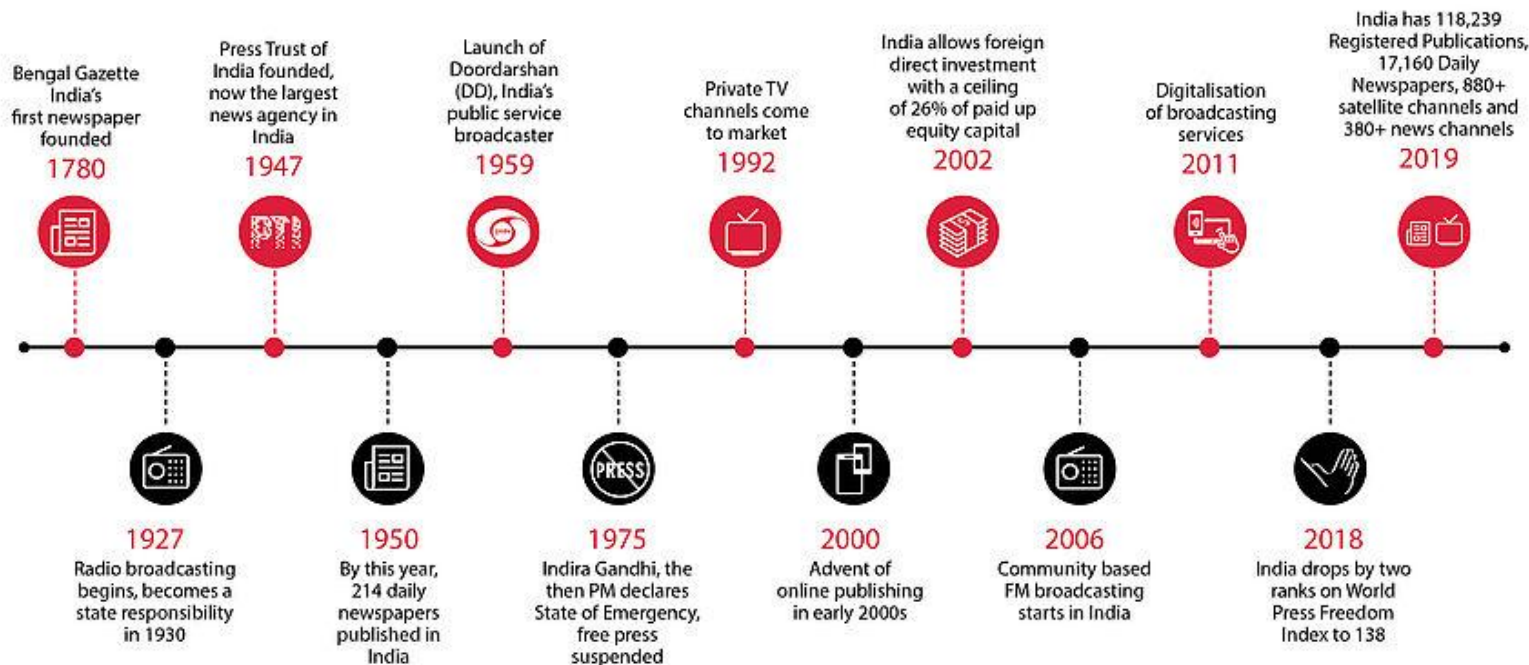 Bengal Gazette
India's
first newspaper
founded
1780
Radio broadcasting
begins, becomes a
state responsibility
in 1930
1927
Press Trust of
India founded,
now the largest
news agency in
India
1947
PTI
1950
By this year,
214 daily
newspapers
published in
India
Launch of
Doordarshan
(DD), India's
public service
broadcaster
1959
PRESS
1975
Indira Gandhi, the
then PM declares
State of Emergency,
free press
suspended
Private TV
channels come
to market
1992
2000
Advent of
online publishing
in early 2000s
India allows foreign
direct investment
with a ceiling
of 26% of paid up
equity capital
2002
2006
Community based
FM broadcasting
starts in India
Digitalisation
of broadcasting
services
2011
2018
India drops by two
ranks on World
Press Freedom
Index to 138
India has 118,239
Registered Publications,
17,160 Daily
Newspapers, 880+
satellite channels and
380+ news channels
2019